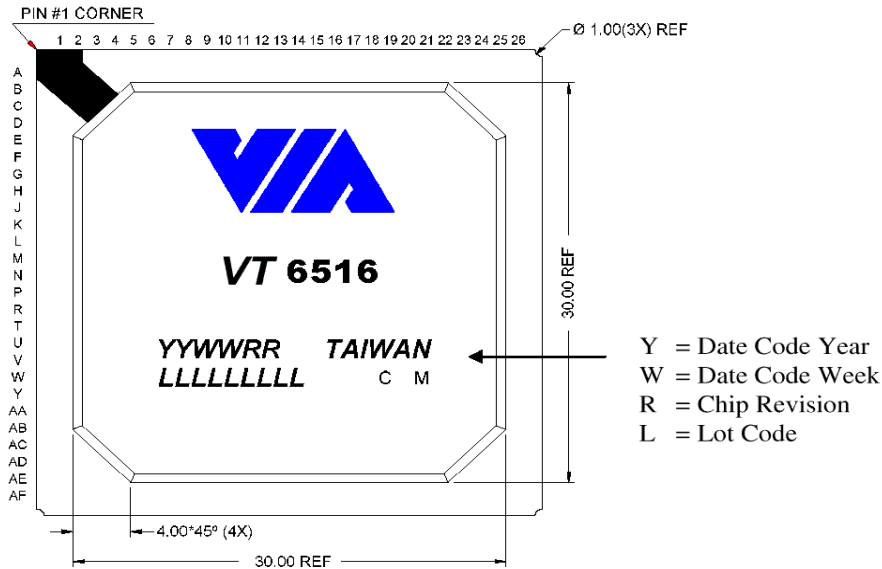 PIN #1 CORNER
1 2 3 4 5 6 7 8 9 10 11 12 13 14 15 16 17 18 19 20 21 22 23 24 25 26
Ø 1.00(3X) REF
A
B
C
D
E
F
G
H
J
K
L
M
N
P
R
T
U
V
W
Y
AA
AB
AC
AD
AE
AF
VIA
VT 6516
30.00 REF
YYWWRR TAIWAN
LLLLLLLLL C M
Y = Date Code Year
W = Date Code Week
R = Chip Revision
L = Lot Code
4.00*45º (4X)
30.00 REF